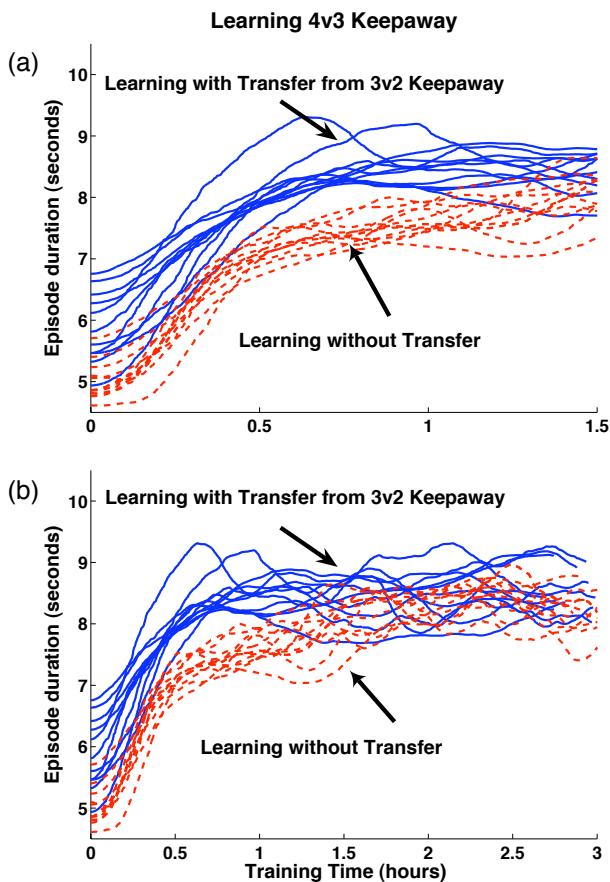 Learning 4v3 Keepaway
(a)
10
Learning with Transfer from 3v2 Keepaway
9
8
7
6
5
Episode duration (seconds)
Learning without Transfer
0
0.5
1
1.5
(b)
10
Learning with Transfer from 3v2 Keepaway
9
8
7
6
5
Episode duration (seconds)
Learning without Transfer
0
0.5
1
1.5
2
2.5
3
Training Time (hours)